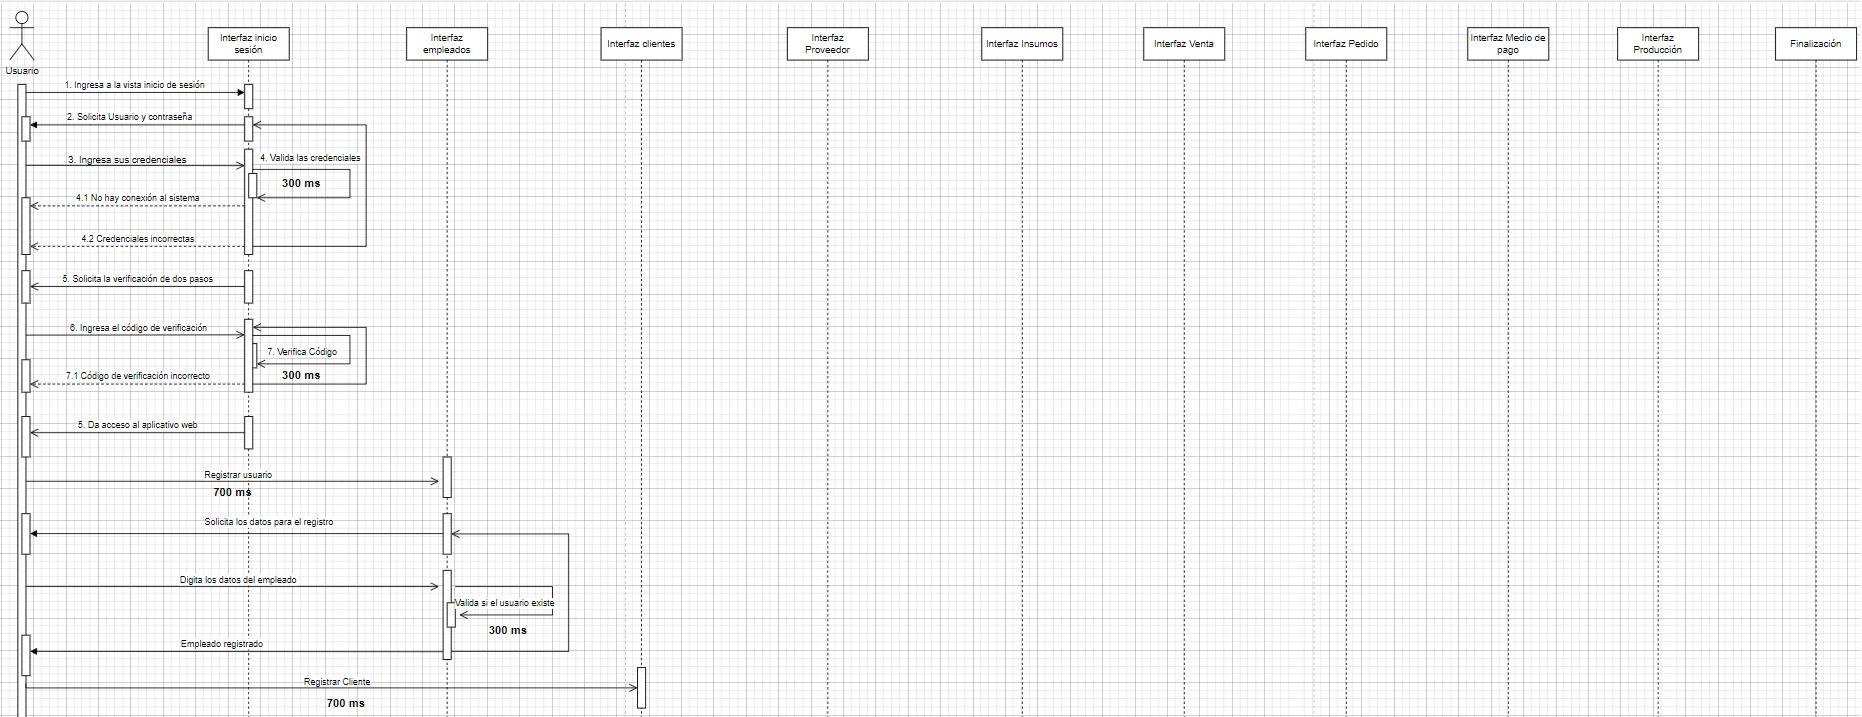 Interfaz inicio
sesión
Interfaz
empleados
Interfaz clientes
Interfaz
Proveedor
Interfaz Insumos
Interfaz Venta
Interfaz Pedido
Interfaz Medio de
pago
Interfaz
Producción
Finalización
Usuario
1. Ingresa a la vista inicio de sesión
2. Solicita Usuario y contraseña
3. Ingresa sus credenciales
4. Valida las credenciales
300 ms
4.1 No hay conexión al sistema
4.2 Credenciales incorrectas
5. Solicita la verificación de dos pasos
6. Ingresa el código de verificación
7. Verifica Código
300 ms
7.1 Código de verificación incorrecto
5. Da acceso al aplicativo web
Registrar usuario
700 ms
Solicita los datos para el registro
Digita los datos del empleado
Valida si el usuario existe
300 ms
Empleado registrado
Registrar Cliente
700 ms